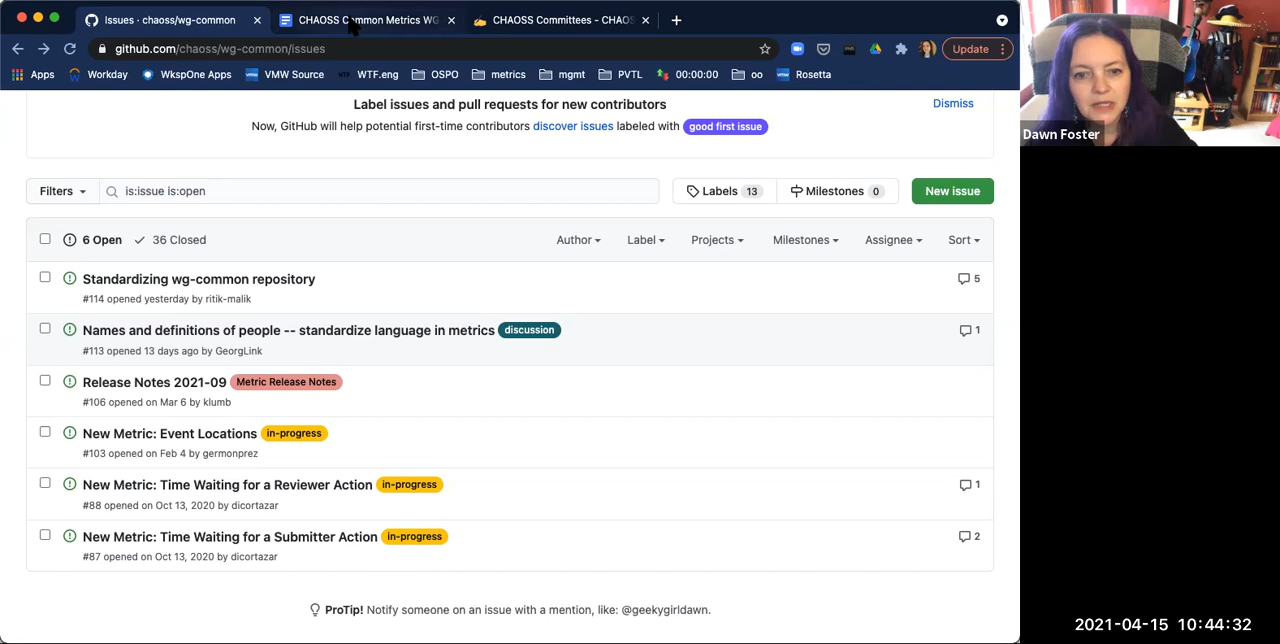 Issues · chaoss/wg-common
CHAOSS Common Metrics WG
CHAOSS Committees - CHAOS
github.com/chaoss/wg-common/issues
Update
Apps
Workday
WkspOne Apps
VMW Source
WTF.eng
OSPO
metrics
mgmt
PVTL
00:00:00
oo
Rosetta
Label issues and pull requests for new contributors
Dismiss
Now, GitHub will help potential first-time contributors discover issues labeled with good first issue
Filters
is:issue is:open
Labels 13
Milestones 0
New issue
6 Open
36 Closed
Author
Label
Projects
Milestones
Assignee
Sort
Standardizing wg-common repository
5
#114 opened yesterday by ritik-malik
Names and definitions of people -- standardize language in metrics discussion
1
#113 opened 13 days ago by GeorgLink
Release Notes 2021-09 Metric Release Notes
#106 opened on Mar 6 by klumb
New Metric: Event Locations in-progress
#103 opened on Feb 4 by germonprez
New Metric: Time Waiting for a Reviewer Action in-progress
1
#88 opened on Oct 13, 2020 by dicortazar
New Metric: Time Waiting for a Submitter Action in-progress
2
#87 opened on Oct 13, 2020 by dicortazar
ProTip! Notify someone on an issue with a mention, like: @geekygirldawn.
Dawn Foster
2021-04-15 10:44:32